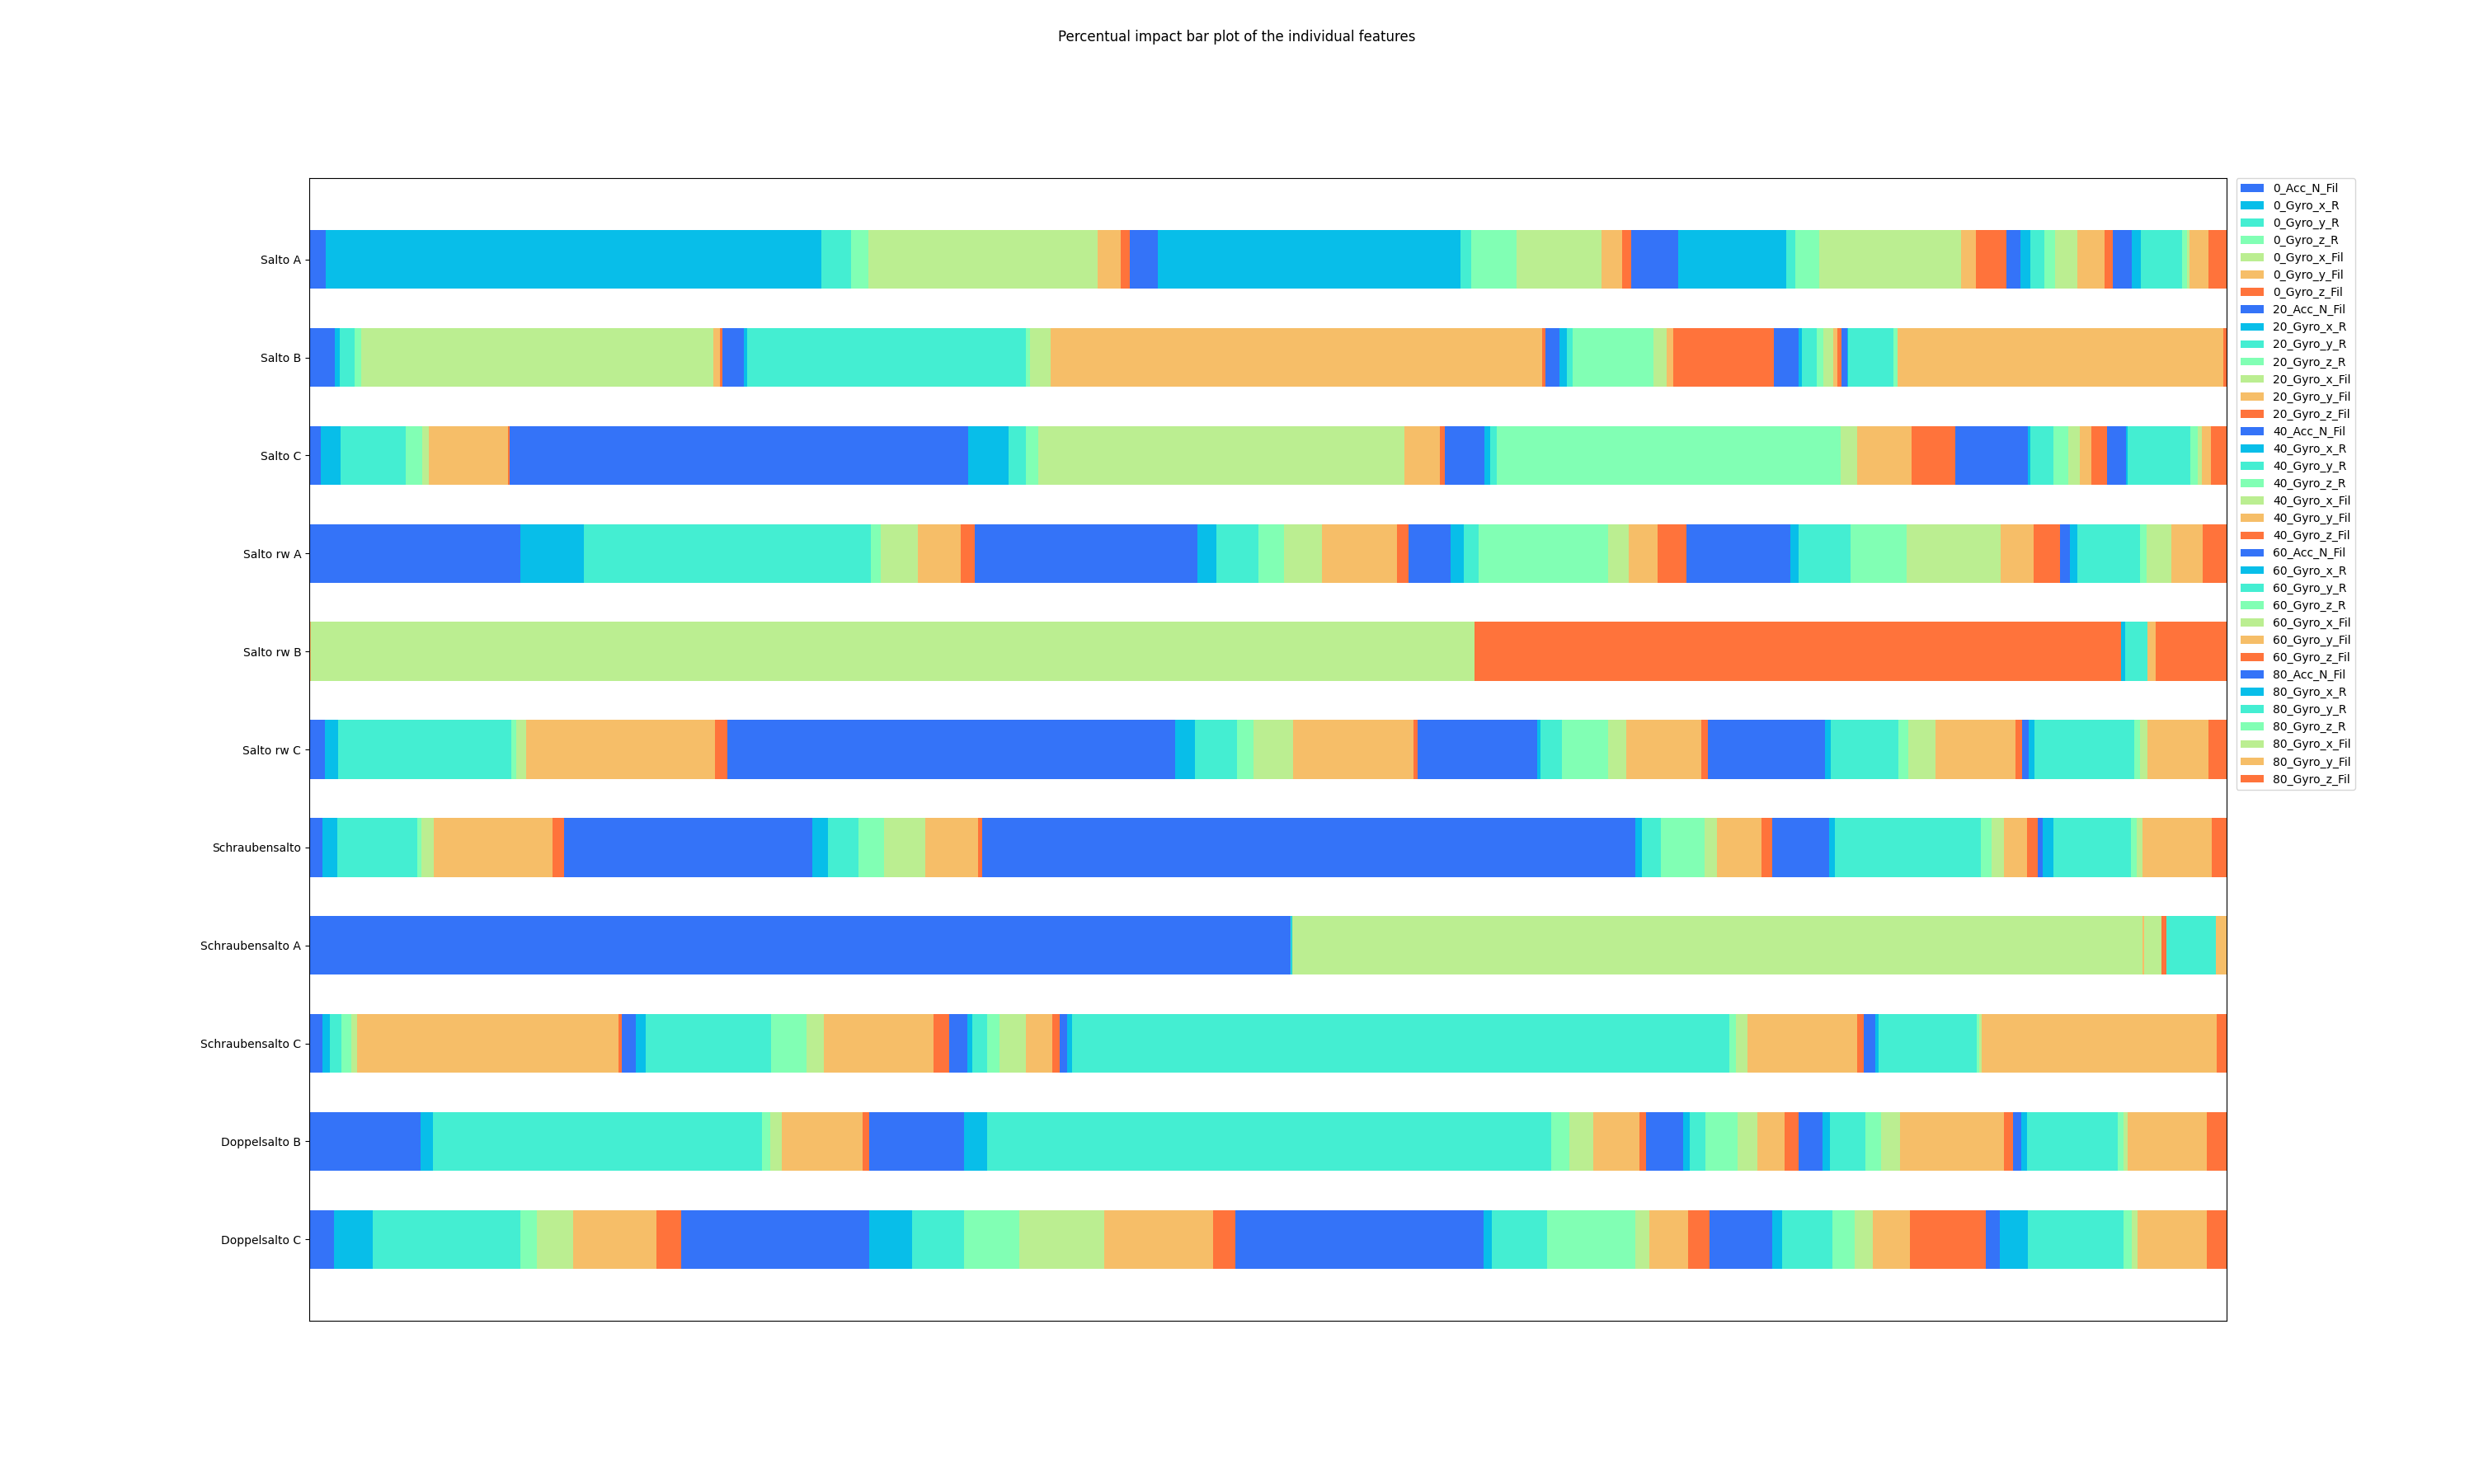 Percentual impact bar plot of the individual features
Salto A
Salto B
Salto C
Salto rw A
Salto rw B
Salto rw C
Schraubensalto
Schraubensalto A
Schraubensalto C
Doppelsalto B
Doppelsalto C
0_Acc_N_Fil
0_Gyro_x_R
0_Gyro_y_R
0_Gyro_z_R
0_Gyro_x_Fil
0_Gyro_y_Fil
0_Gyro_z_Fil
20_Acc_N_Fil
20_Gyro_x_R
20_Gyro_y_R
20_Gyro_z_R
20_Gyro_x_Fil
20_Gyro_y_Fil
20_Gyro_z_Fil
40_Acc_N_Fil
40_Gyro_x_R
40_Gyro_y_R
40_Gyro_z_R
40_Gyro_x_Fil
40_Gyro_y_Fil
40_Gyro_z_Fil
60_Acc_N_Fil
60_Gyro_x_R
60_Gyro_y_R
60_Gyro_z_R
60_Gyro_x_Fil
60_Gyro_y_Fil
60_Gyro_z_Fil
80_Acc_N_Fil
80_Gyro_x_R
80_Gyro_y_R
80_Gyro_z_R
80_Gyro_x_Fil
80_Gyro_y_Fil
80_Gyro_z_Fil